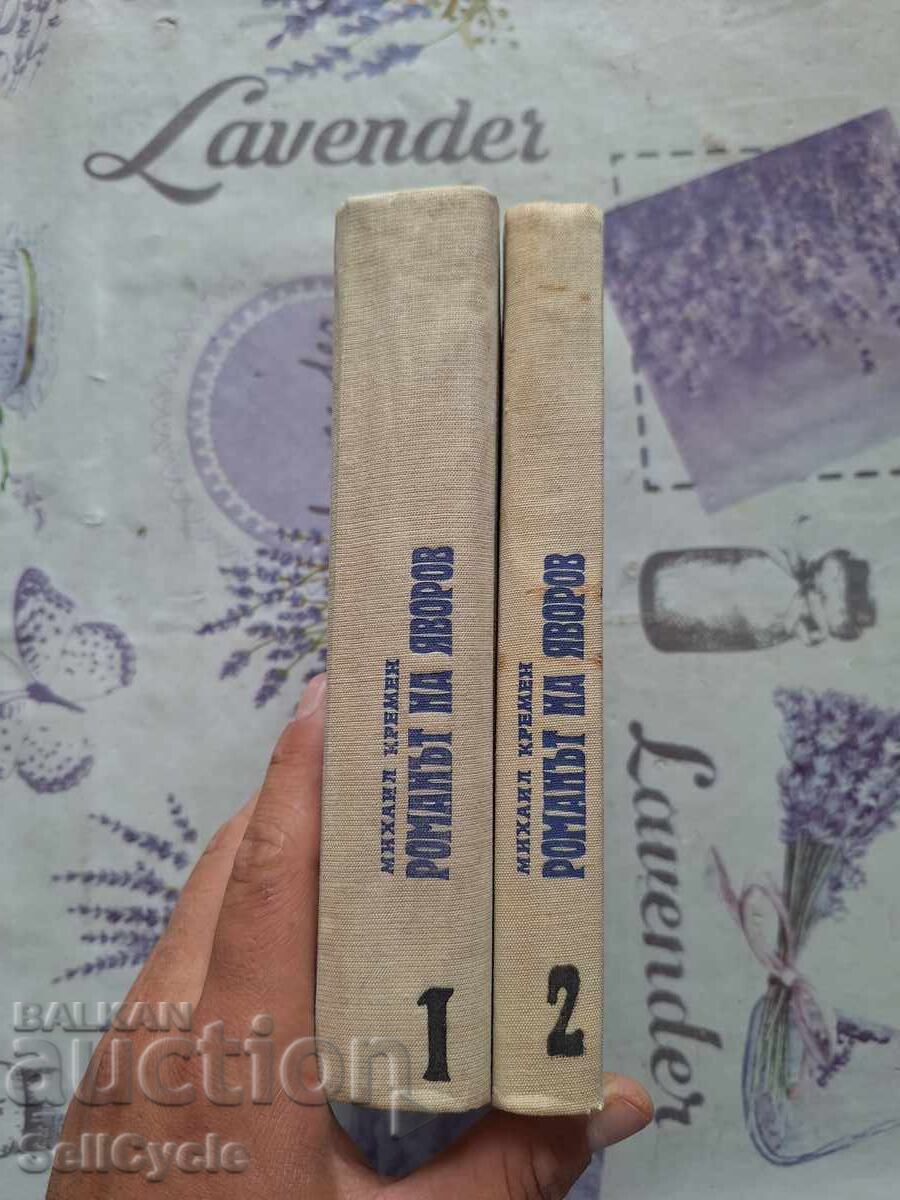 Lavender
МИХАИЛ КРЕМЕН
РОМАНЪТ НА ЯВОРОВ
1
МИХАИЛ КРЕМЕН
РОМАНЪТ НА ЯВОРОВ
2
Lavender
BALKAN
auction
SellCycle